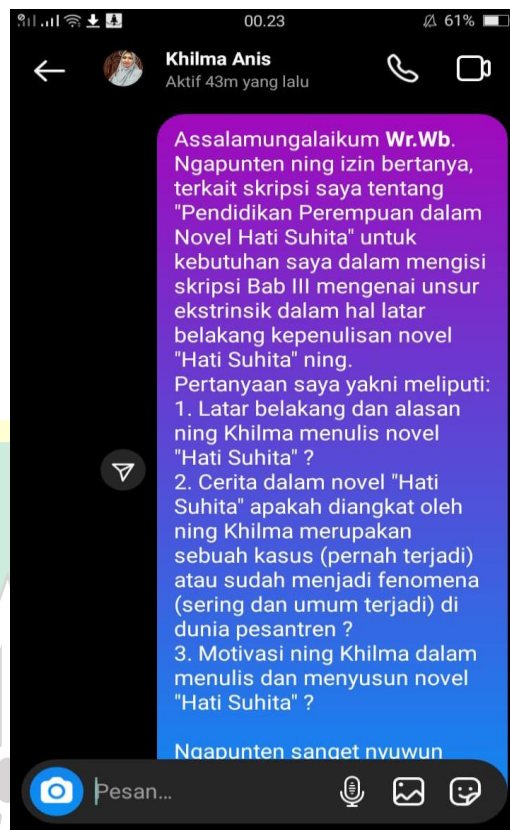 00.23
61%
Khilma Anis
Aktif 43m yang lalu
Assalamungalaikum Wr.Wb.
Ngapunten ning izin bertanya,
terkait skripsi saya tentang
"Pendidikan Perempuan dalam
Novel Hati Suhita" untuk
kebutuhan saya dalam mengisi
skripsi Bab III mengenai unsur
ekstrinsik dalam hal latar
belakang kepenulisan novel
"Hati Suhita" ning.
Pertanyaan saya yakni meliputi:
1. Latar belakang dan alasan
ning Khilma menulis novel
"Hati Suhita" ?
2. Cerita dalam novel "Hati
Suhita" apakah diangkat oleh
ning Khilma merupakan
sebuah kasus (pernah terjadi)
atau sudah menjadi fenomena
(sering dan umum terjadi) di
dunia pesantren ?
3. Motivasi ning Khilma dalam
menulis dan menyusun novel
"Hati Suhita" ?
Ngapunten sanget nyuwun
Pesan...